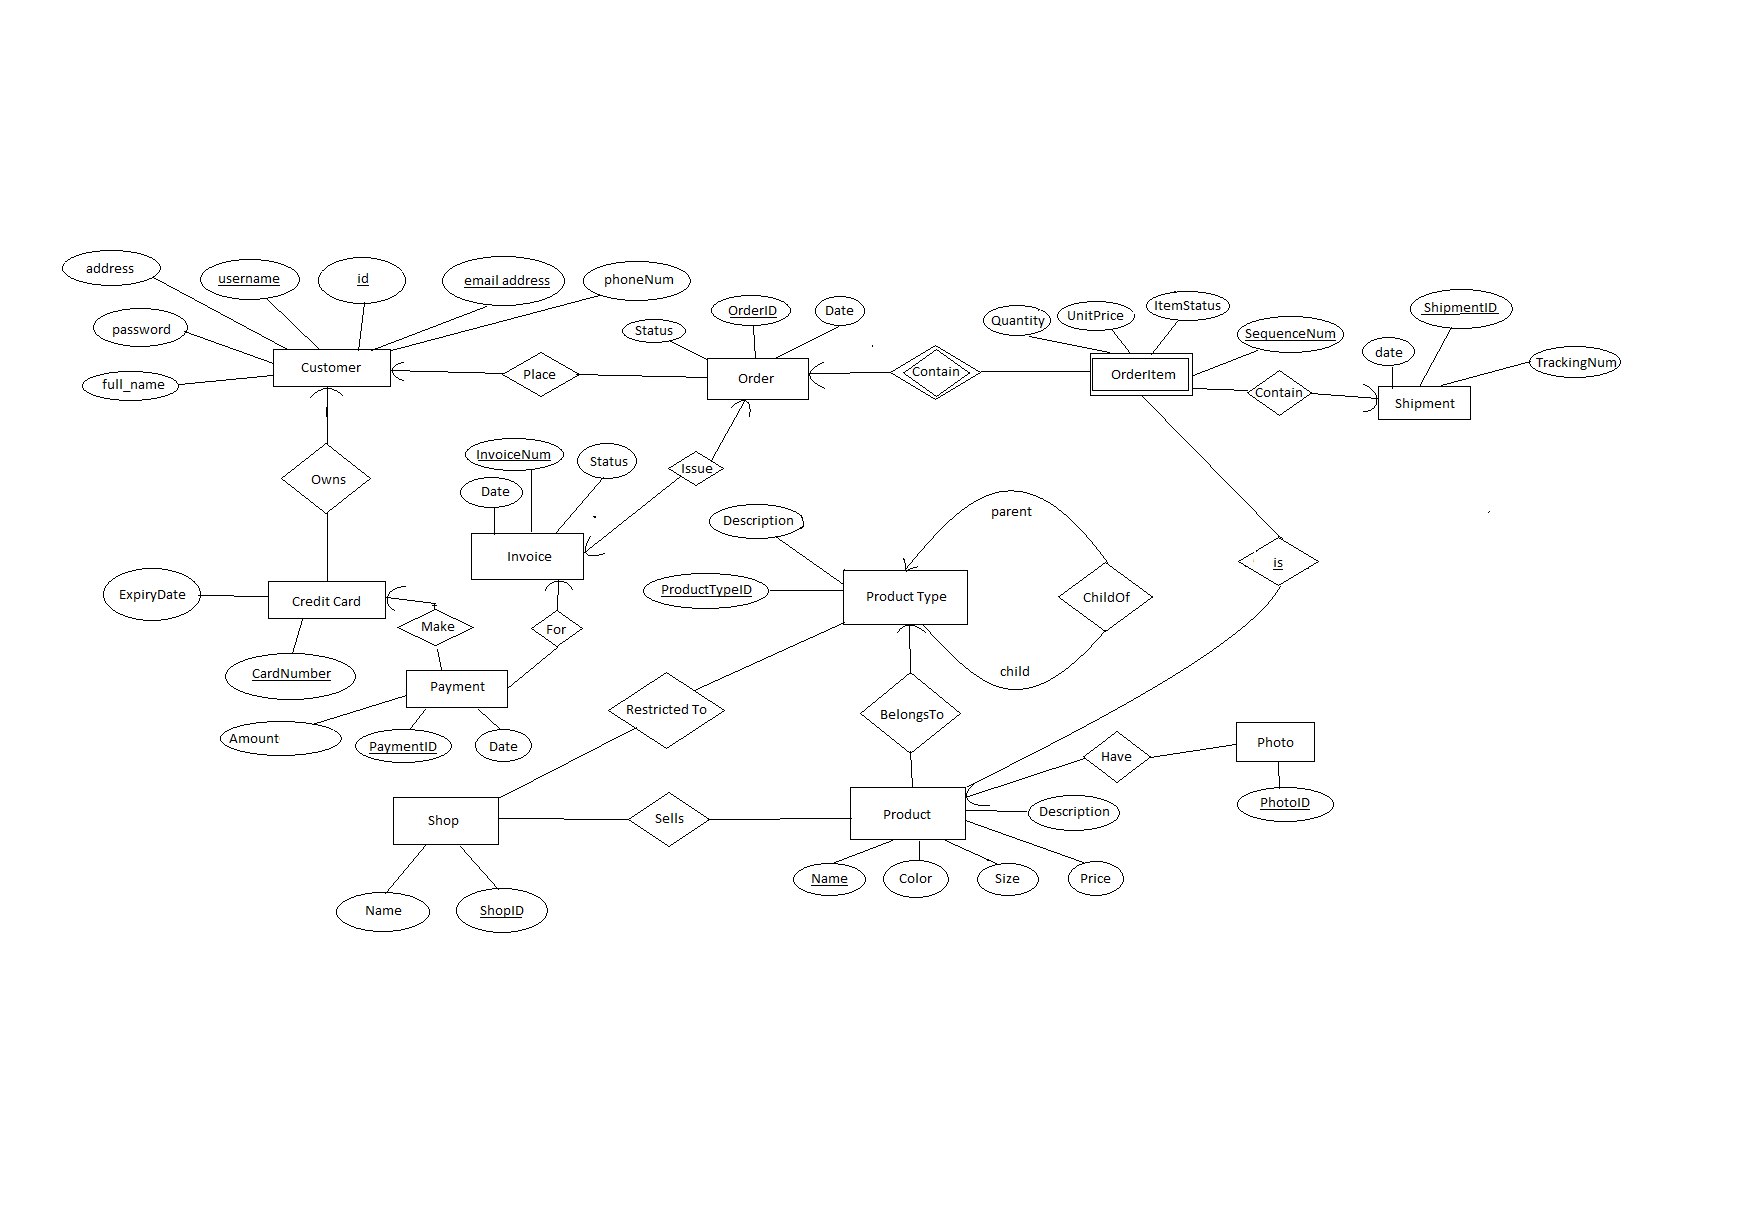 address
username
id
email address
phoneNum
password
full_name
Customer
Place
Status
OrderID
Date
Order
Contain
Quantity
UnitPrice
ItemStatus
SequenceNum
OrderItem
Contain
date
ShipmentID
TrackingNum
Shipment
Owns
InvoiceNum
Status
Date
Issue
Invoice
Description
ProductTypeID
Product Type
parent
ChildOf
child
is
ExpiryDate
Credit Card
CardNumber
Make
For
Payment
Amount
PaymentID
Date
Restricted To
BelongsTo
Have
Photo
PhotoID
Shop
Sells
Product
Description
Name
Color
Size
Price
Name
ShopID